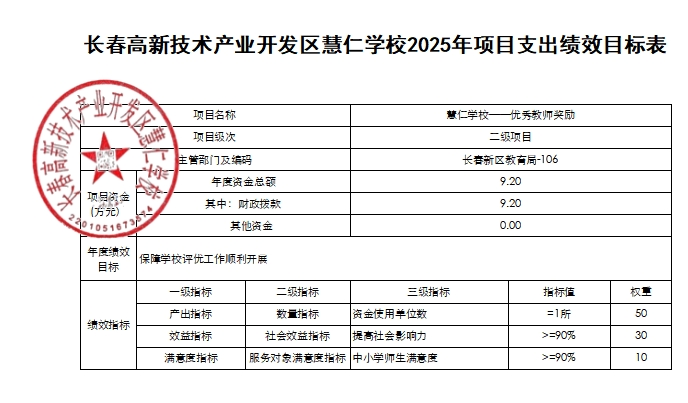 长春高新技术产业开发区慧仁学校2025年项目支出绩效目标表
项目名称 慧仁学校——优秀教师奖励
项目级次 二级项目
主管部门及编码 长春新区教育局-106
项目资金(万元) 年度资金总额 9.20
其中：财政拨款 9.20
其他资金 0.00
年度绩效目标 保障学校评优工作顺利开展
绩效指标 一级指标 二级指标 三级指标 指标值 权重
产出指标 数量指标 资金使用单位数 =1所 50
效益指标 社会效益指标 提高社会影响力 >=90% 30
满意度指标 服务对象满意度指标 中小学师生满意度 >=90% 10
长春高新技术产业开发区慧仁学校
2201051673574